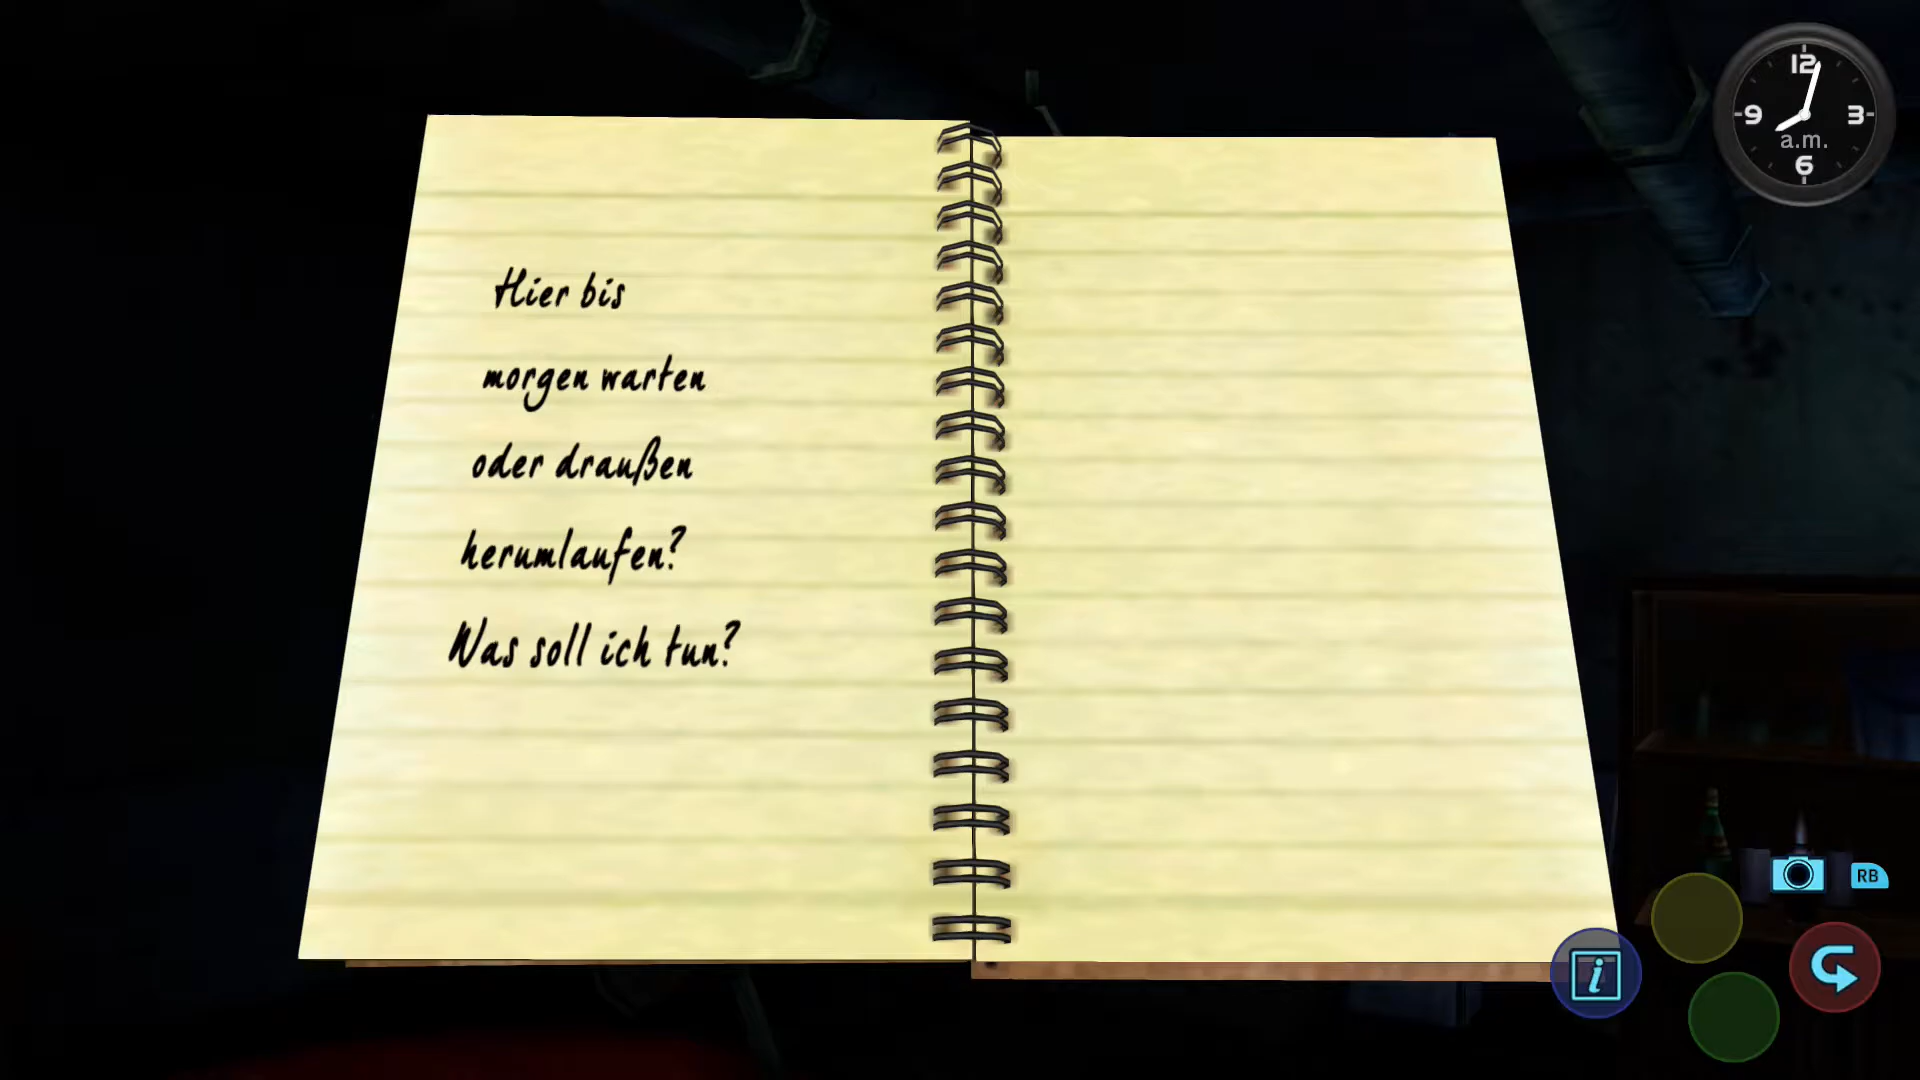 Hier bis
morgen warten
oder draußen
herumlaufen?
Was soll ich tun?
12
9
3
a.m.
6
RB
i